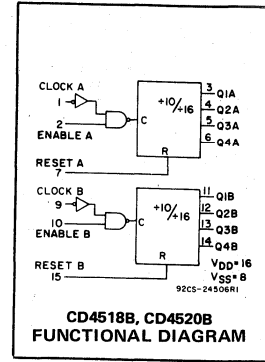 CLOCK A
1
2
ENABLE A
C
÷10/÷16
R
3 Q1A
4 Q2A
5 Q3A
6 Q4A
RESET A
7
CLOCK B
9
10
ENABLE B
C
÷10/÷16
R
11 Q1B
12 Q2B
13 Q3B
14 Q4B
RESET B
15
VDD=16
VSS=8
92CS-24506R1
CD4518B, CD4520B
FUNCTIONAL DIAGRAM